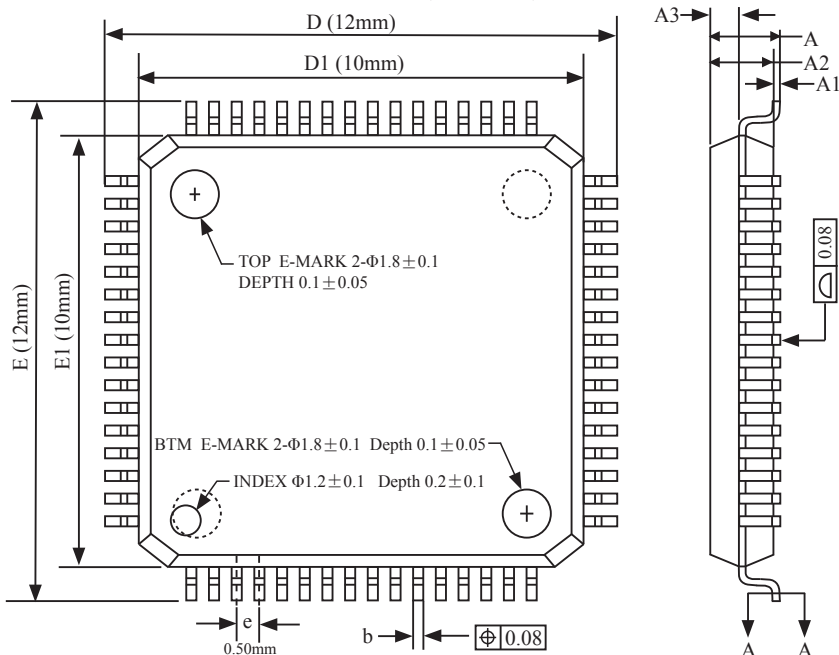 D (12mm)
D1 (10mm)
A3
A
A2
A1
E (12mm)
E1 (10mm)
TOP E-MARK 2-Φ1.8±0.1
DEPTH 0.1±0.05
⌓ 0.08
BTM E-MARK 2-Φ1.8±0.1 Depth 0.1±0.05
INDEX Φ1.2±0.1 Depth 0.2±0.1
e
0.50mm
b
⌖ 0.08
A A